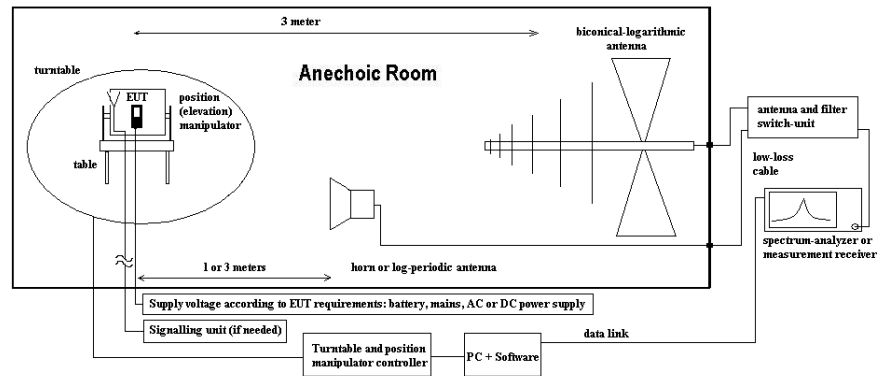 3 meter
biconical-logarithmic
antenna
turntable
Anechoic Room
EUT
position
(elevation)
manipulator
table
antenna and filter
switch-unit
low-loss
cable
spectrum-analyzer or
measurement receiver
1 or 3 meters
horn or log-periodic antenna
Supply voltage according to EUT requirements: battery, mains, AC or DC power supply
Signalling unit (if needed)
Turntable and position
manipulator controller
PC + Software
data link